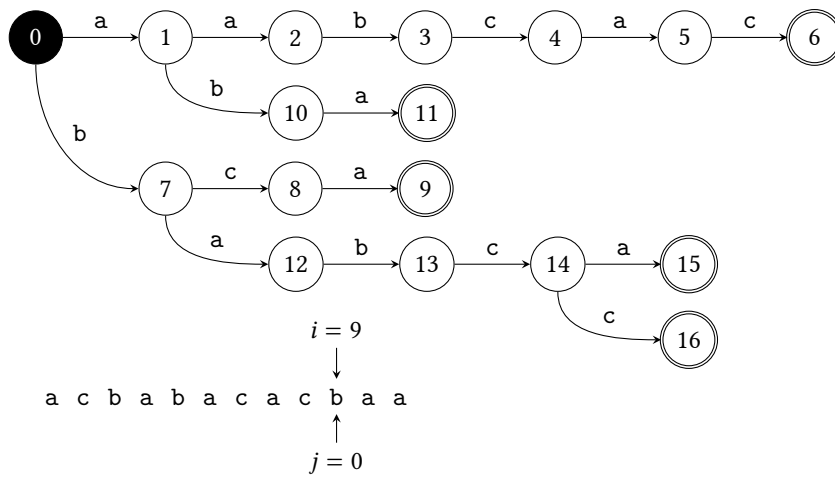 0 a 1 a 2 b 3 c 4 a 5 c 6
b 10 a 11
b
7 c 8 a 9
a 12 b 13 c 14 a 15
c 16
i = 9
a c b a b a c a c b a a
j = 0